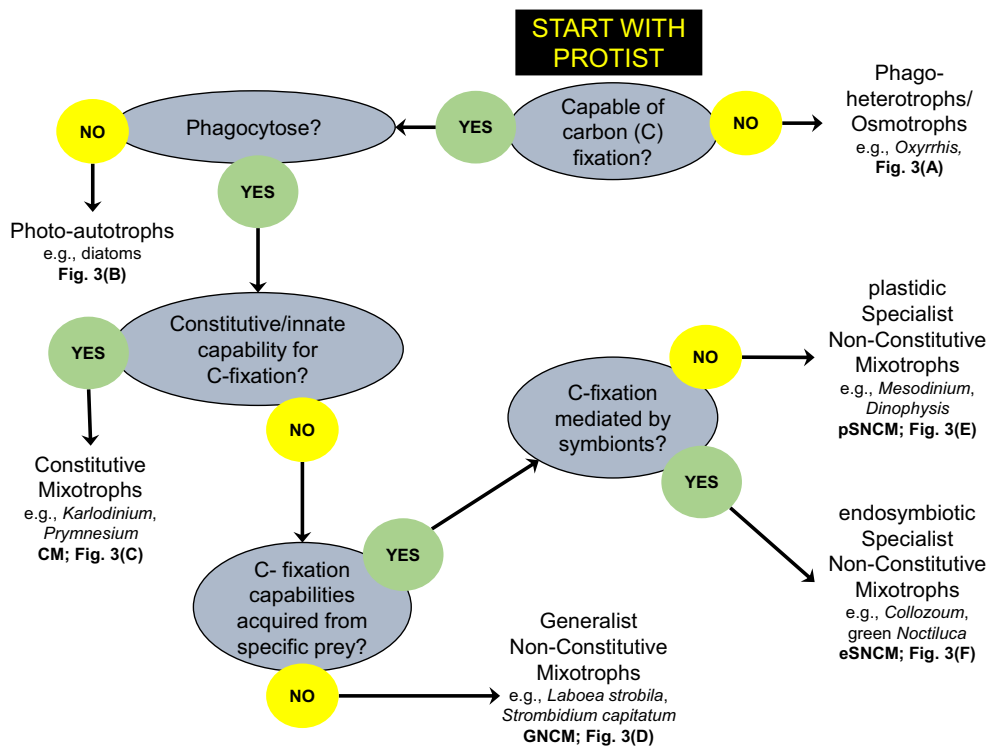 START WITH
PROTIST
Capable of
carbon (C)
fixation?
YES
NO
Phago-
heterotrophs/
Osmotrophs
e.g., Oxyrrhis,
Fig. 3(A)
Phagocytose?
NO
YES
Photo-autotrophs
e.g., diatoms
Fig. 3(B)
Constitutive/innate
capability for
C-fixation?
YES
NO
Constitutive
Mixotrophs
e.g., Karlodinium,
Prymnesium
CM; Fig. 3(C)
C- fixation
capabilities
acquired from
specific prey?
YES
NO
Generalist
Non-Constitutive
Mixotrophs
e.g., Laboea strobila,
Strombidium capitatum
GNCM; Fig. 3(D)
C-fixation
mediated by
symbionts?
NO
YES
plastidic
Specialist
Non-Constitutive
Mixotrophs
e.g., Mesodinium,
Dinophysis
pSNCM; Fig. 3(E)
endosymbiotic
Specialist
Non-Constitutive
Mixotrophs
e.g., Collozoum,
green Noctiluca
eSNCM; Fig. 3(F)